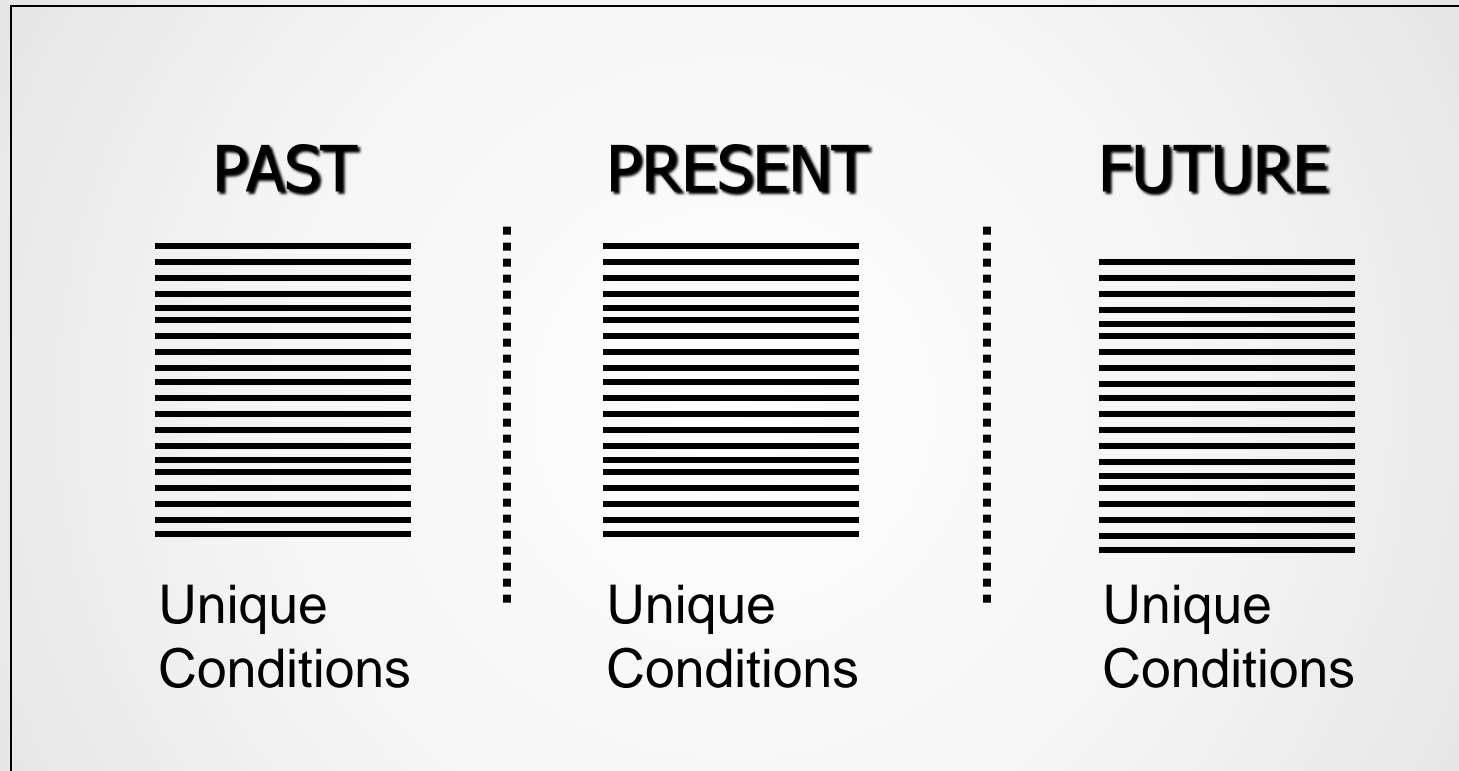 PAST
PRESENT
FUTURE
Unique
Conditions
Unique
Conditions
Unique
Conditions